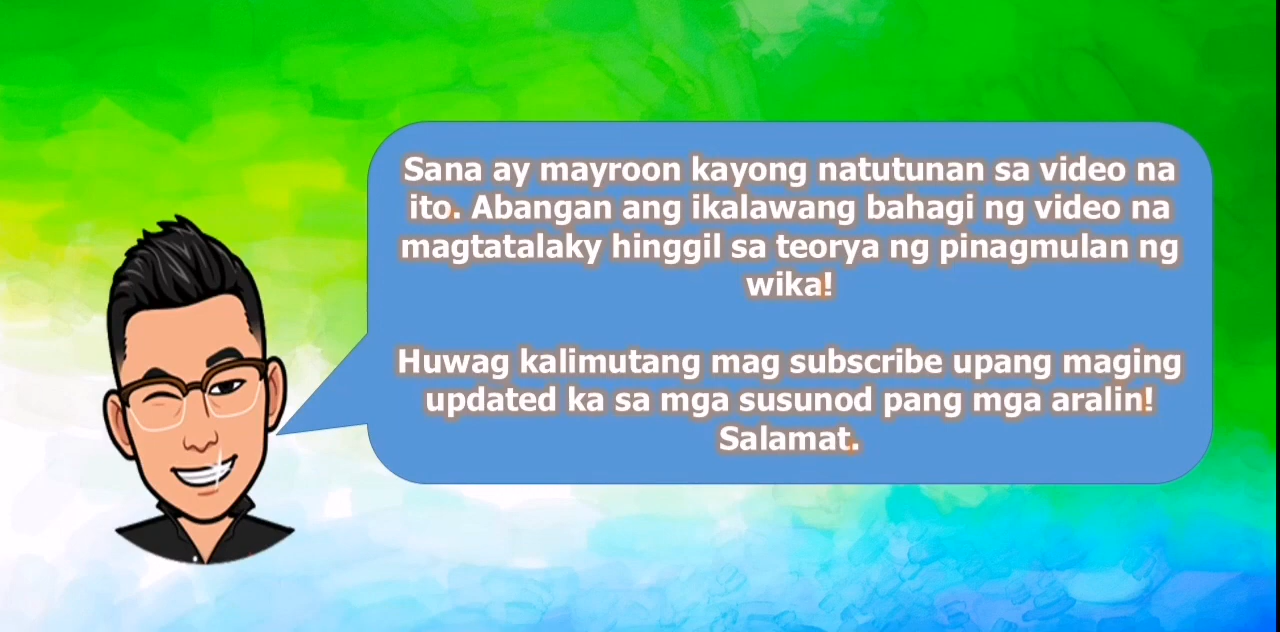 Sana ay mayroon kayong natutunan sa video na
ito. Abangan ang ikalawang bahagi ng video na
magtatalaky hinggil sa teorya ng pinagmulan ng
wika!
Huwag kalimutang mag subscribe upang maging
updated ka sa mga susunod pang mga aralin!
Salamat.